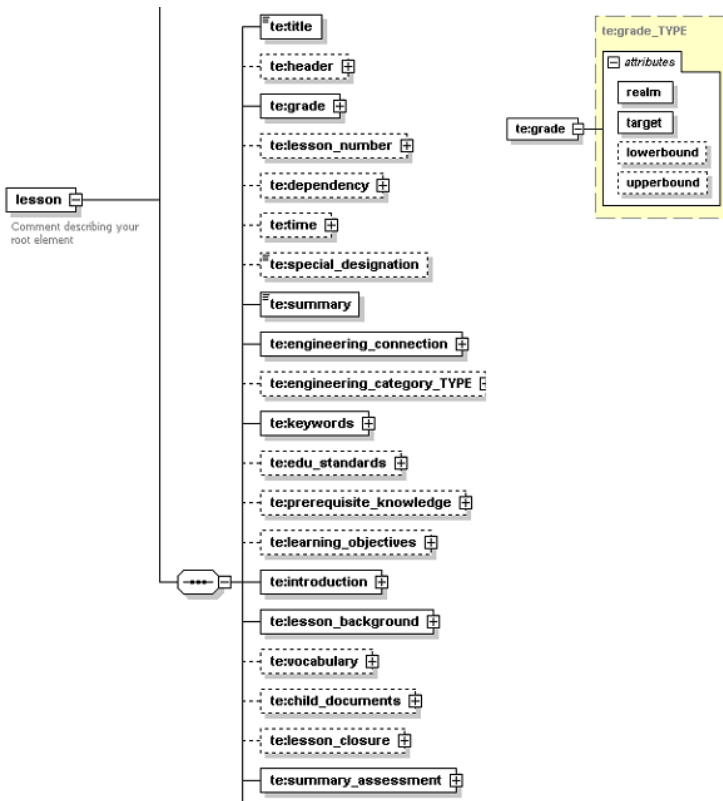 te:title
te:header
te:grade
te:lesson_number
te:dependency
te:time
te:special_designation
te:summary
te:engineering_connection
te:engineering_category_TYPE
te:keywords
te:edu_standards
te:prerequisite_knowledge
te:learning_objectives
te:introduction
te:lesson_background
te:vocabulary
te:child_documents
te:lesson_closure
te:summary_assessment
lesson
Comment describing your
root element
te:grade
te:grade_TYPE
attributes
realm
target
lowerbound
upperbound